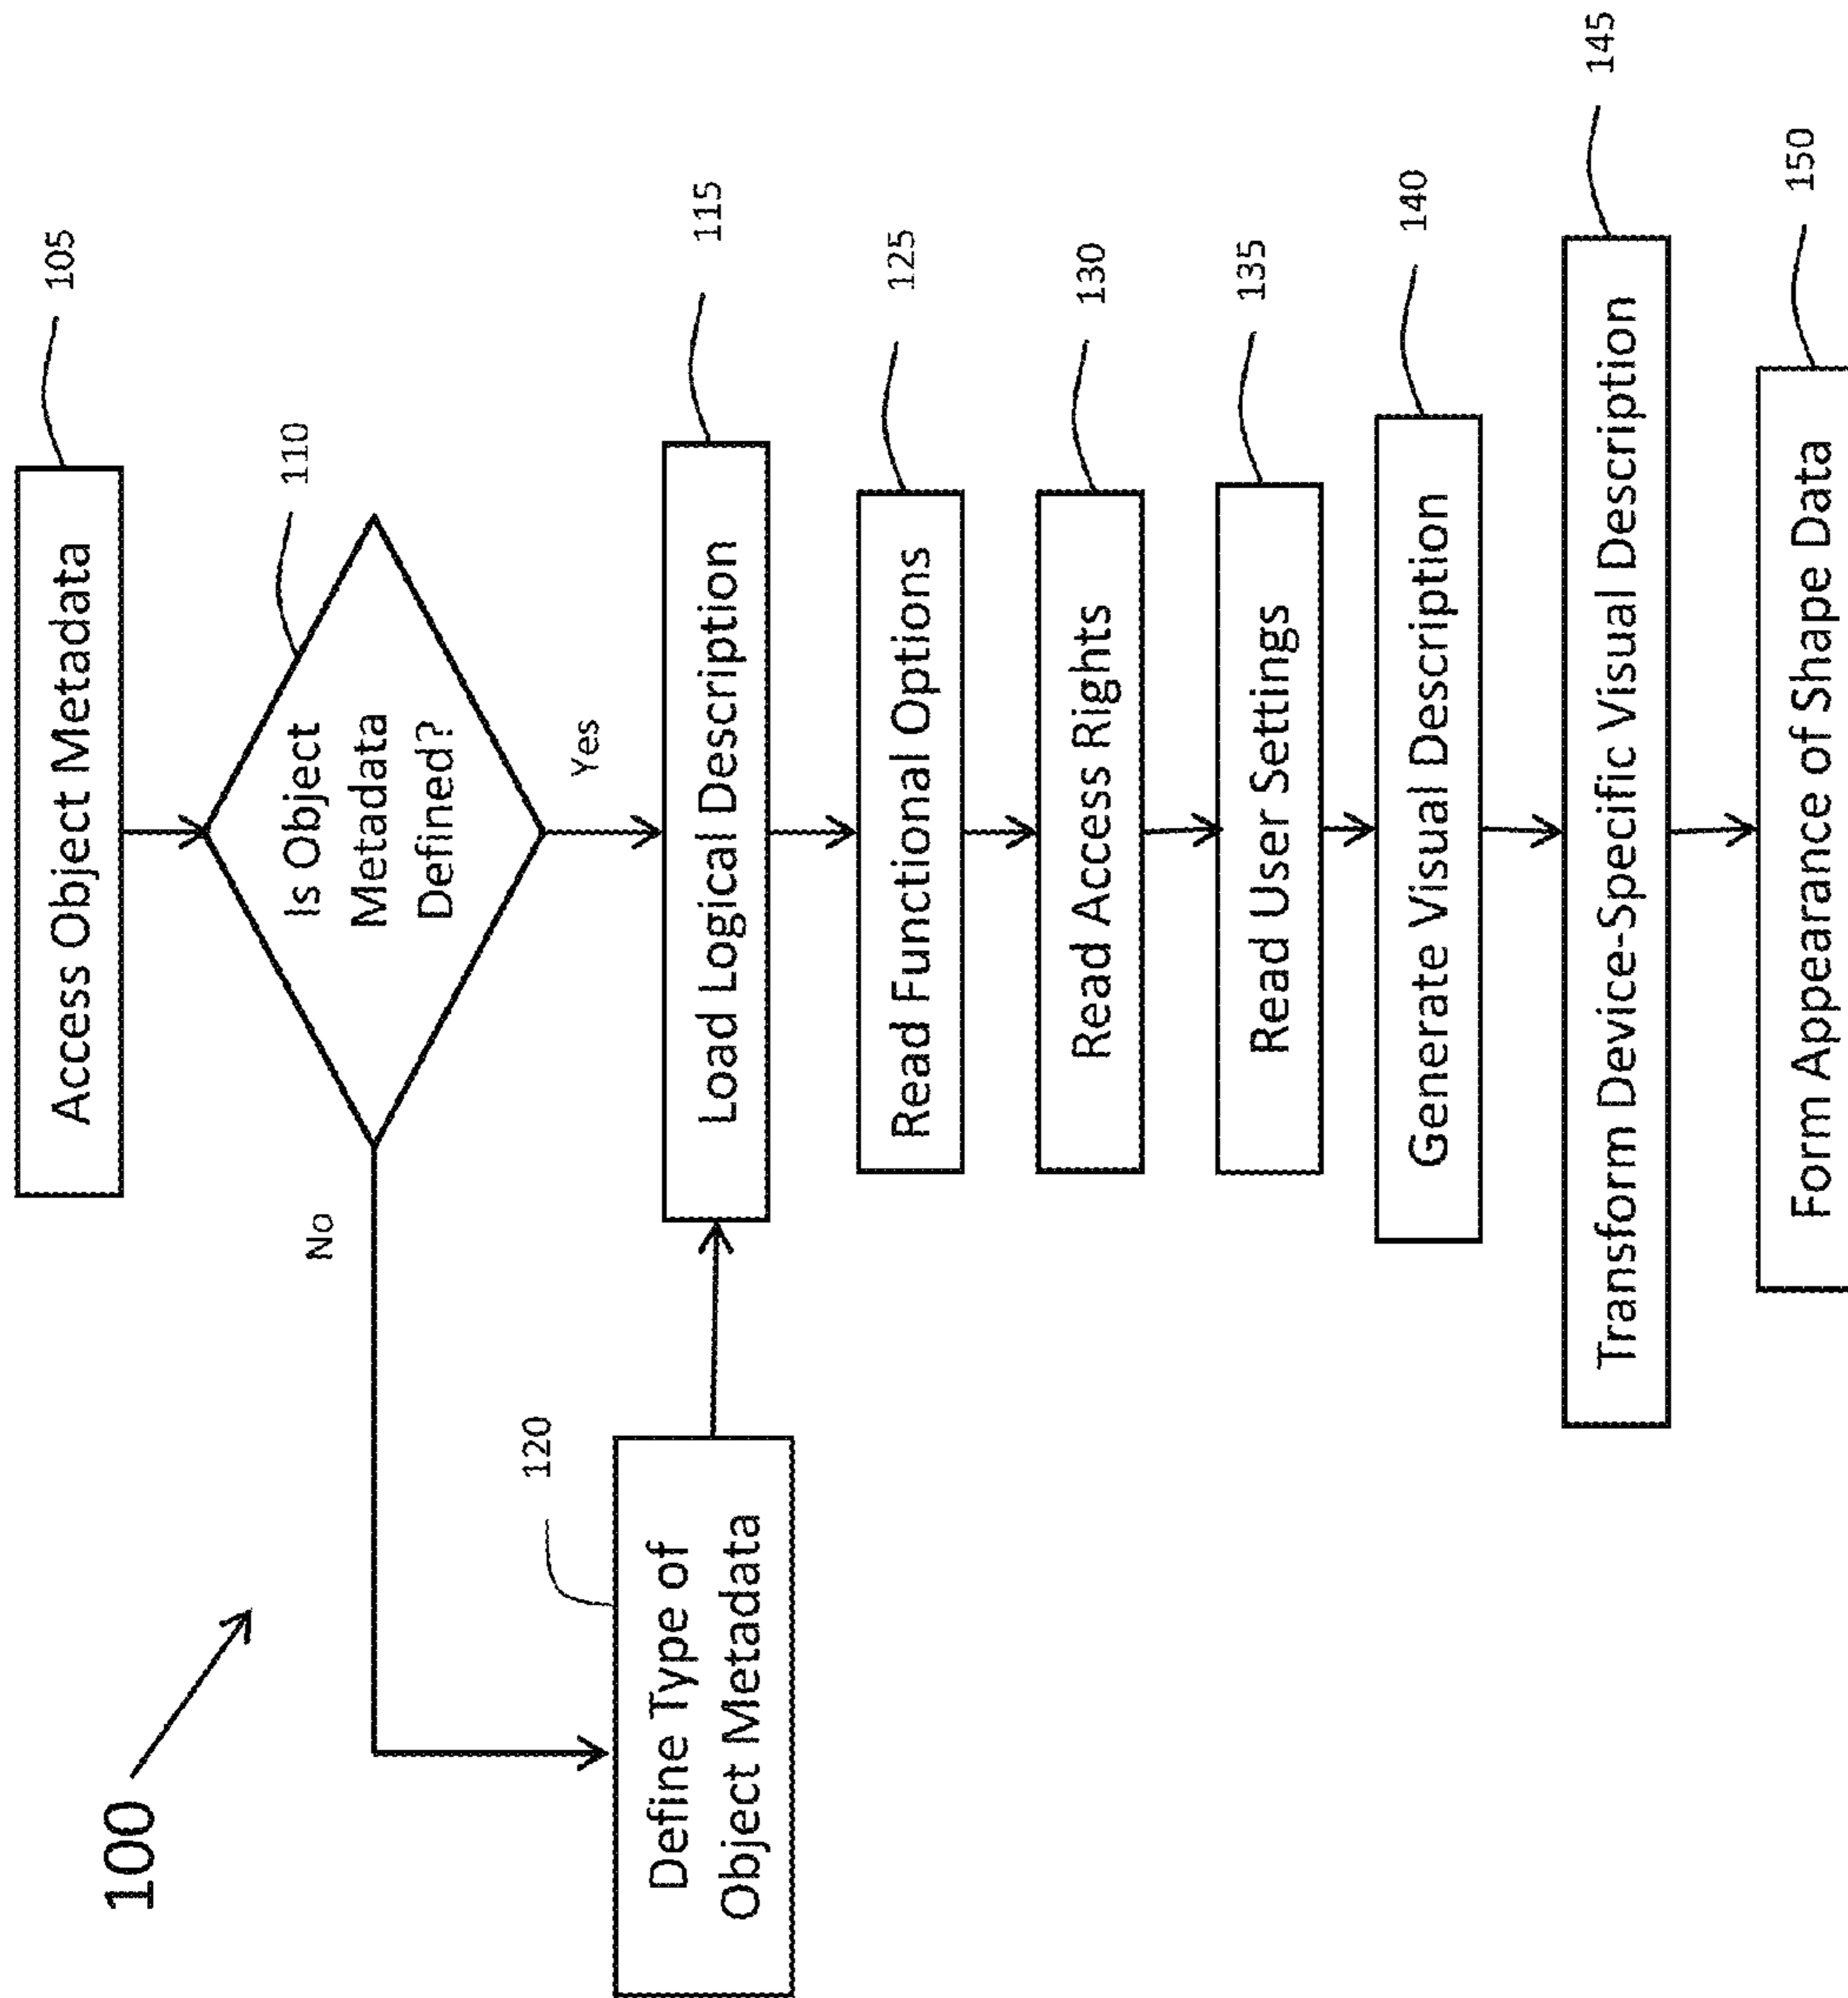 100
Access Object Metadata
105
Is Object
Metadata
Defined?
110
No
Yes
Define Type of
Object Metadata
120
Load Logical Description
115
Read Functional Options
125
Read Access Rights
130
Read User Settings
135
Generate Visual Description
140
Transform Device-Specific Visual Description
145
Form Appearance of Shape Data
150